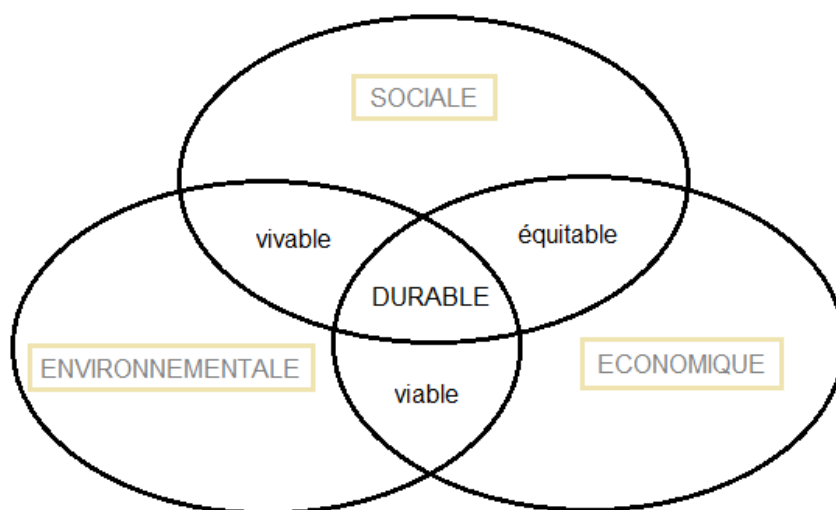 SOCIALE
vivable
équitable
DURABLE
ENVIRONNEMENTALE
ECONOMIQUE
viable